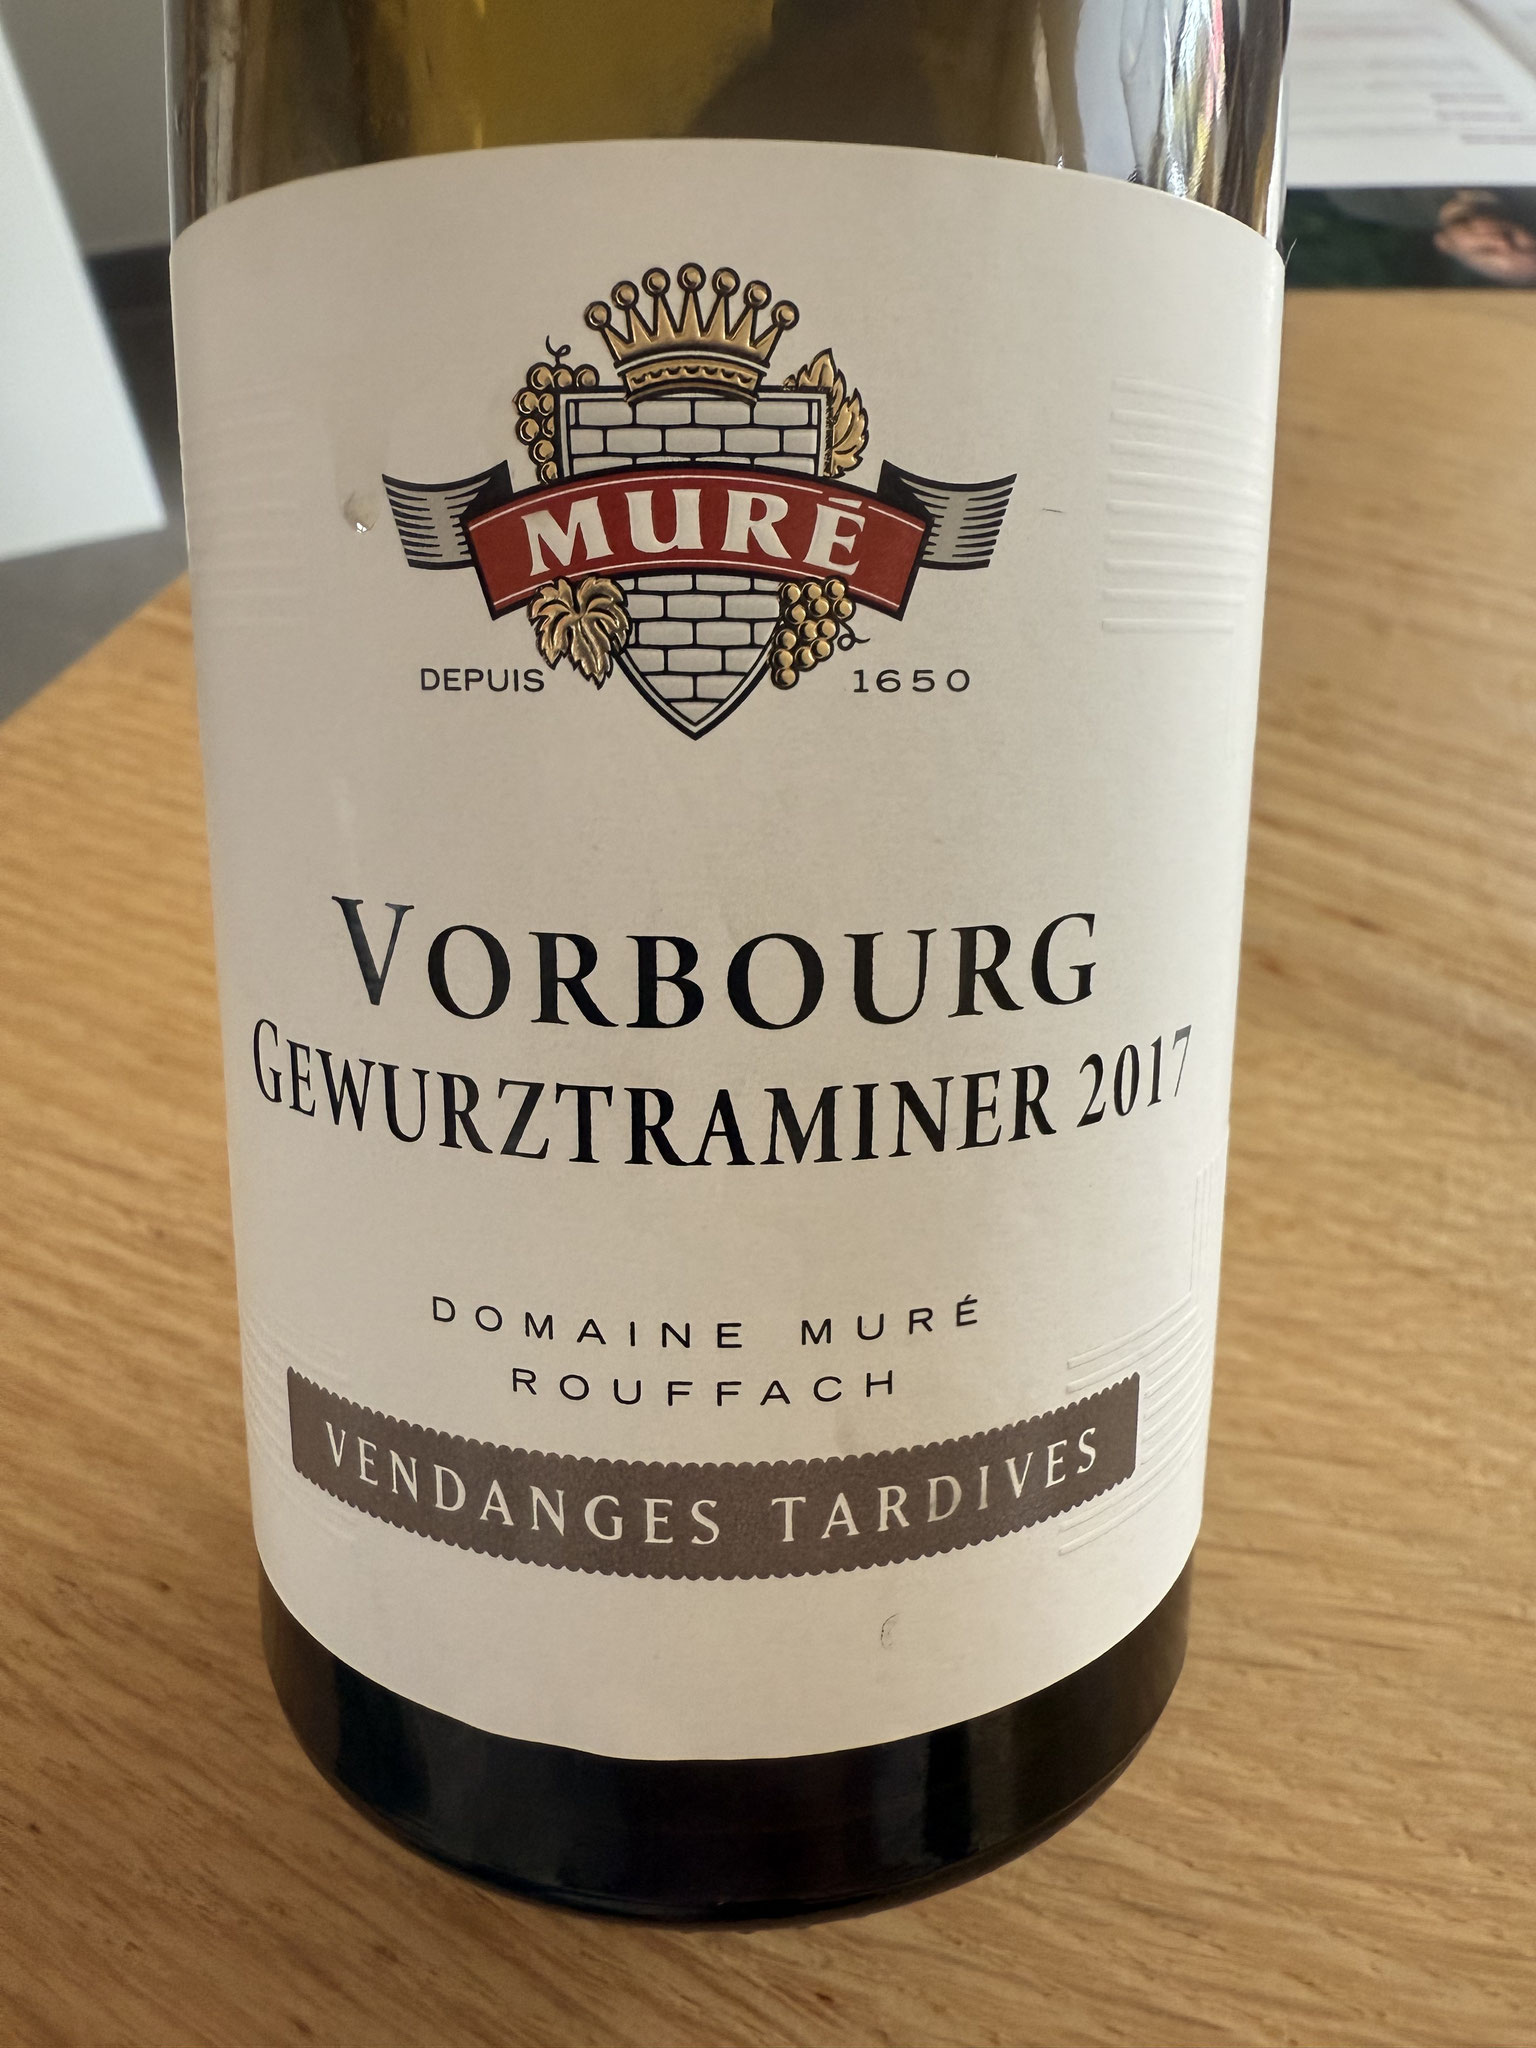 MURÉ
DEPUIS 1650
VORBOURG
GEWURZTRAMINER 2017
DOMAINE MURÉ
ROUFFACH
VENDANGES TARDIVES